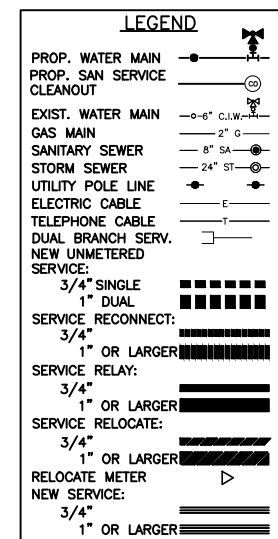 LEGEND
PROP. WATER MAIN
PROP. SAN SERVICE
CLEANOUT CO
EXIST. WATER MAIN 6" C.I.W.
GAS MAIN 2" G
SANITARY SEWER 8" SA
STORM SEWER 24" ST
UTILITY POLE LINE
ELECTRIC CABLE E
TELEPHONE CABLE T
DUAL BRANCH SERV.
NEW UNMETERED
SERVICE:
3/4" SINGLE
1" DUAL
SERVICE RECONNECT:
3/4"
1" OR LARGER
SERVICE RELAY:
3/4"
1" OR LARGER
SERVICE RELOCATE:
3/4"
1" OR LARGER
RELOCATE METER
NEW SERVICE:
3/4"
1" OR LARGER